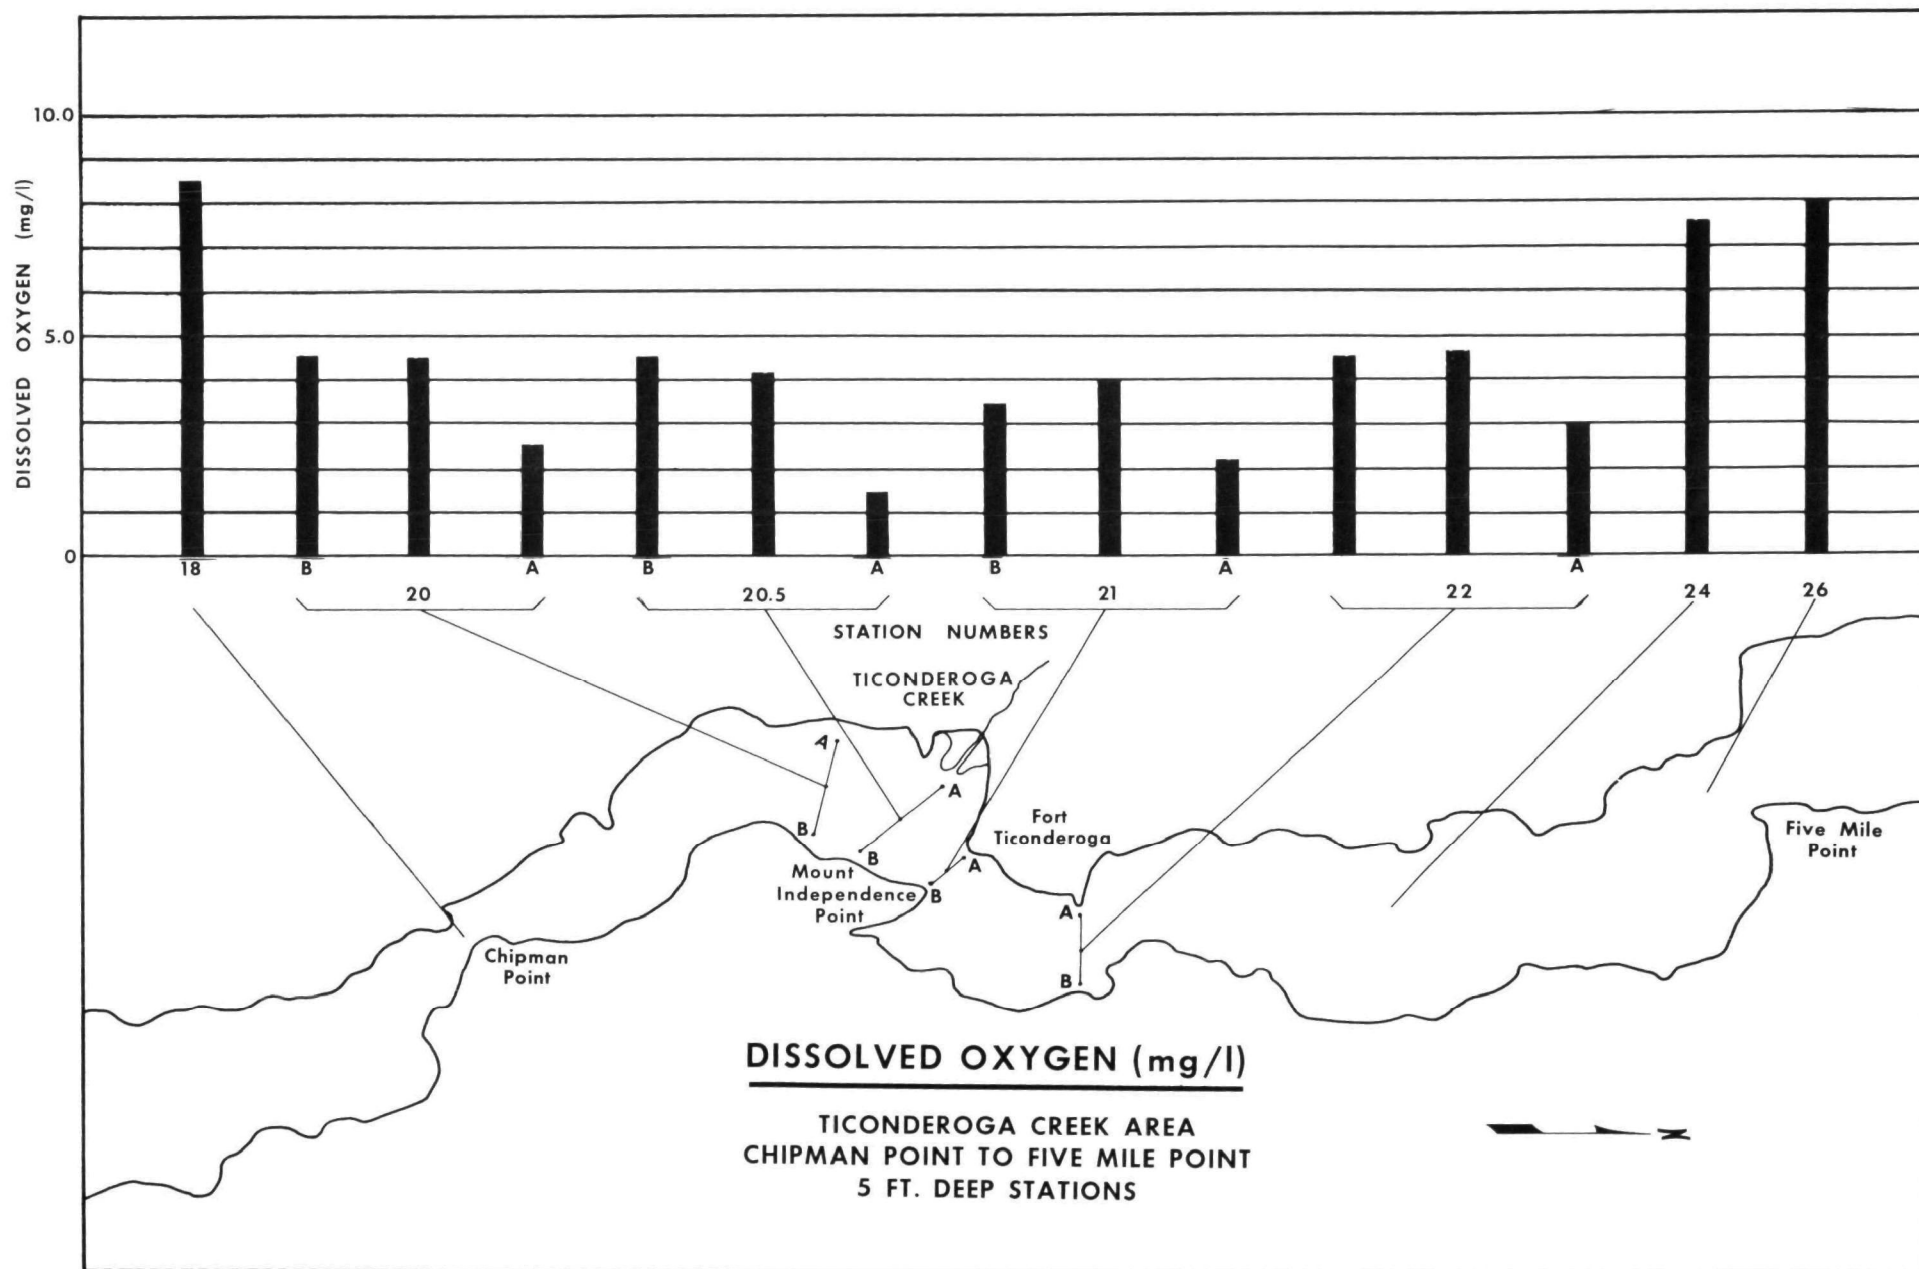 10.0
5.0
0
DISSOLVED OXYGEN (mg/l)
18 B A B A B A A
20 20.5 21 22 24 26
STATION NUMBERS
TICONDEROGA
CREEK
A
B
A
B
A
B
A
B
Fort
Ticonderoga
Five Mile
Point
Mount
Independence
Point
Chipman
Point
DISSOLVED OXYGEN (mg/l)
TICONDEROGA CREEK AREA
CHIPMAN POINT TO FIVE MILE POINT
5 FT. DEEP STATIONS
N